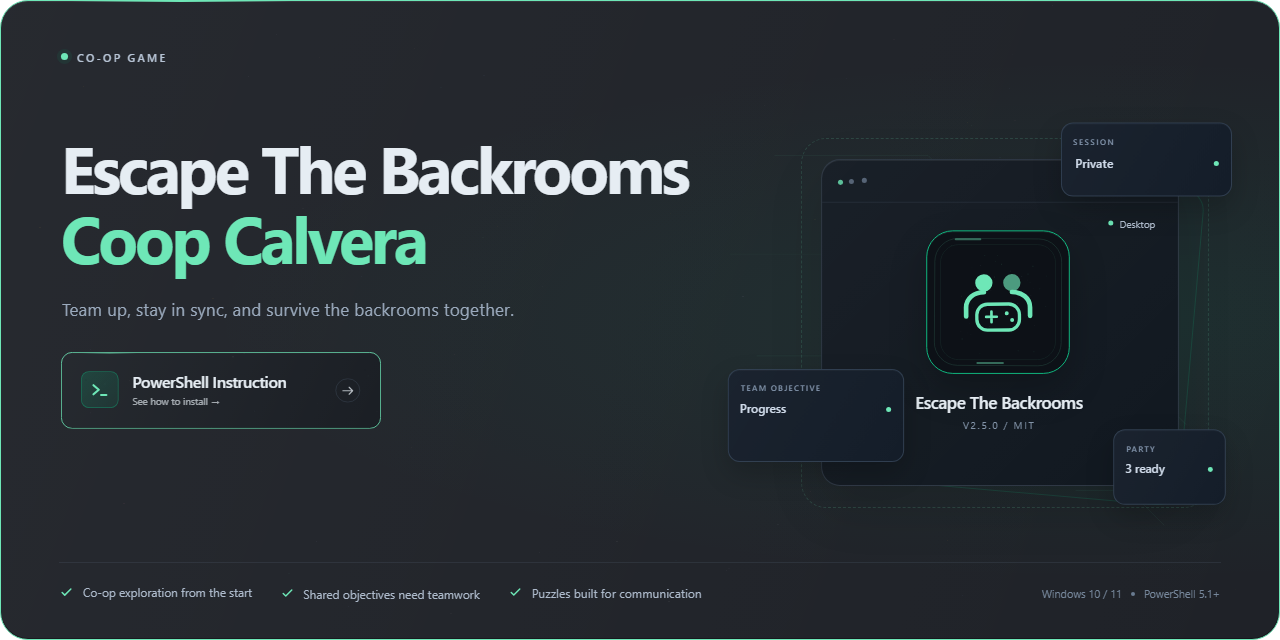 CO-OP GAME
Escape The Backrooms
Coop Calvera
Team up, stay in sync, and survive the backrooms together.
PowerShell Instruction
See how to install →
SESSION
Private
Desktop
TEAM OBJECTIVE
Progress
Escape The Backrooms
V2.5.0 / MIT
PARTY
3 ready
Co-op exploration from the start
Shared objectives need teamwork
Puzzles built for communication
Windows 10 / 11 • PowerShell 5.1+